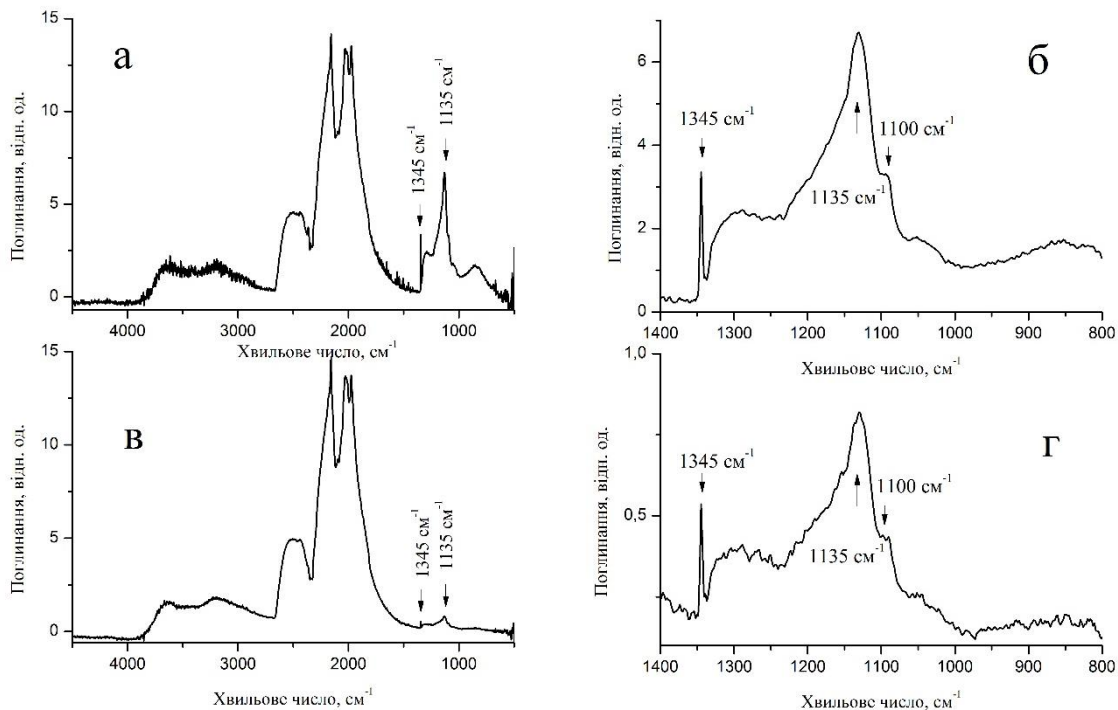 15
10
5
0
4000
3000
2000
1000
Поглинання, відн. од.
Хвильове число, см⁻¹
а
1345 см⁻¹
1135 см⁻¹
6
4
2
0
1400
1300
1200
1100
1000
900
800
Поглинання, відн. од.
Хвильове число, см⁻¹
б
1345 см⁻¹
1135 см⁻¹
1100 см⁻¹
15
10
5
0
4000
3000
2000
1000
Поглинання, відн. од.
Хвильове число, см⁻¹
в
1345 см⁻¹
1135 см⁻¹
1,0
0,5
1400
1300
1200
1100
1000
900
800
Поглинання, відн. од.
Хвильове число, см⁻¹
г
1345 см⁻¹
1135 см⁻¹
1100 см⁻¹